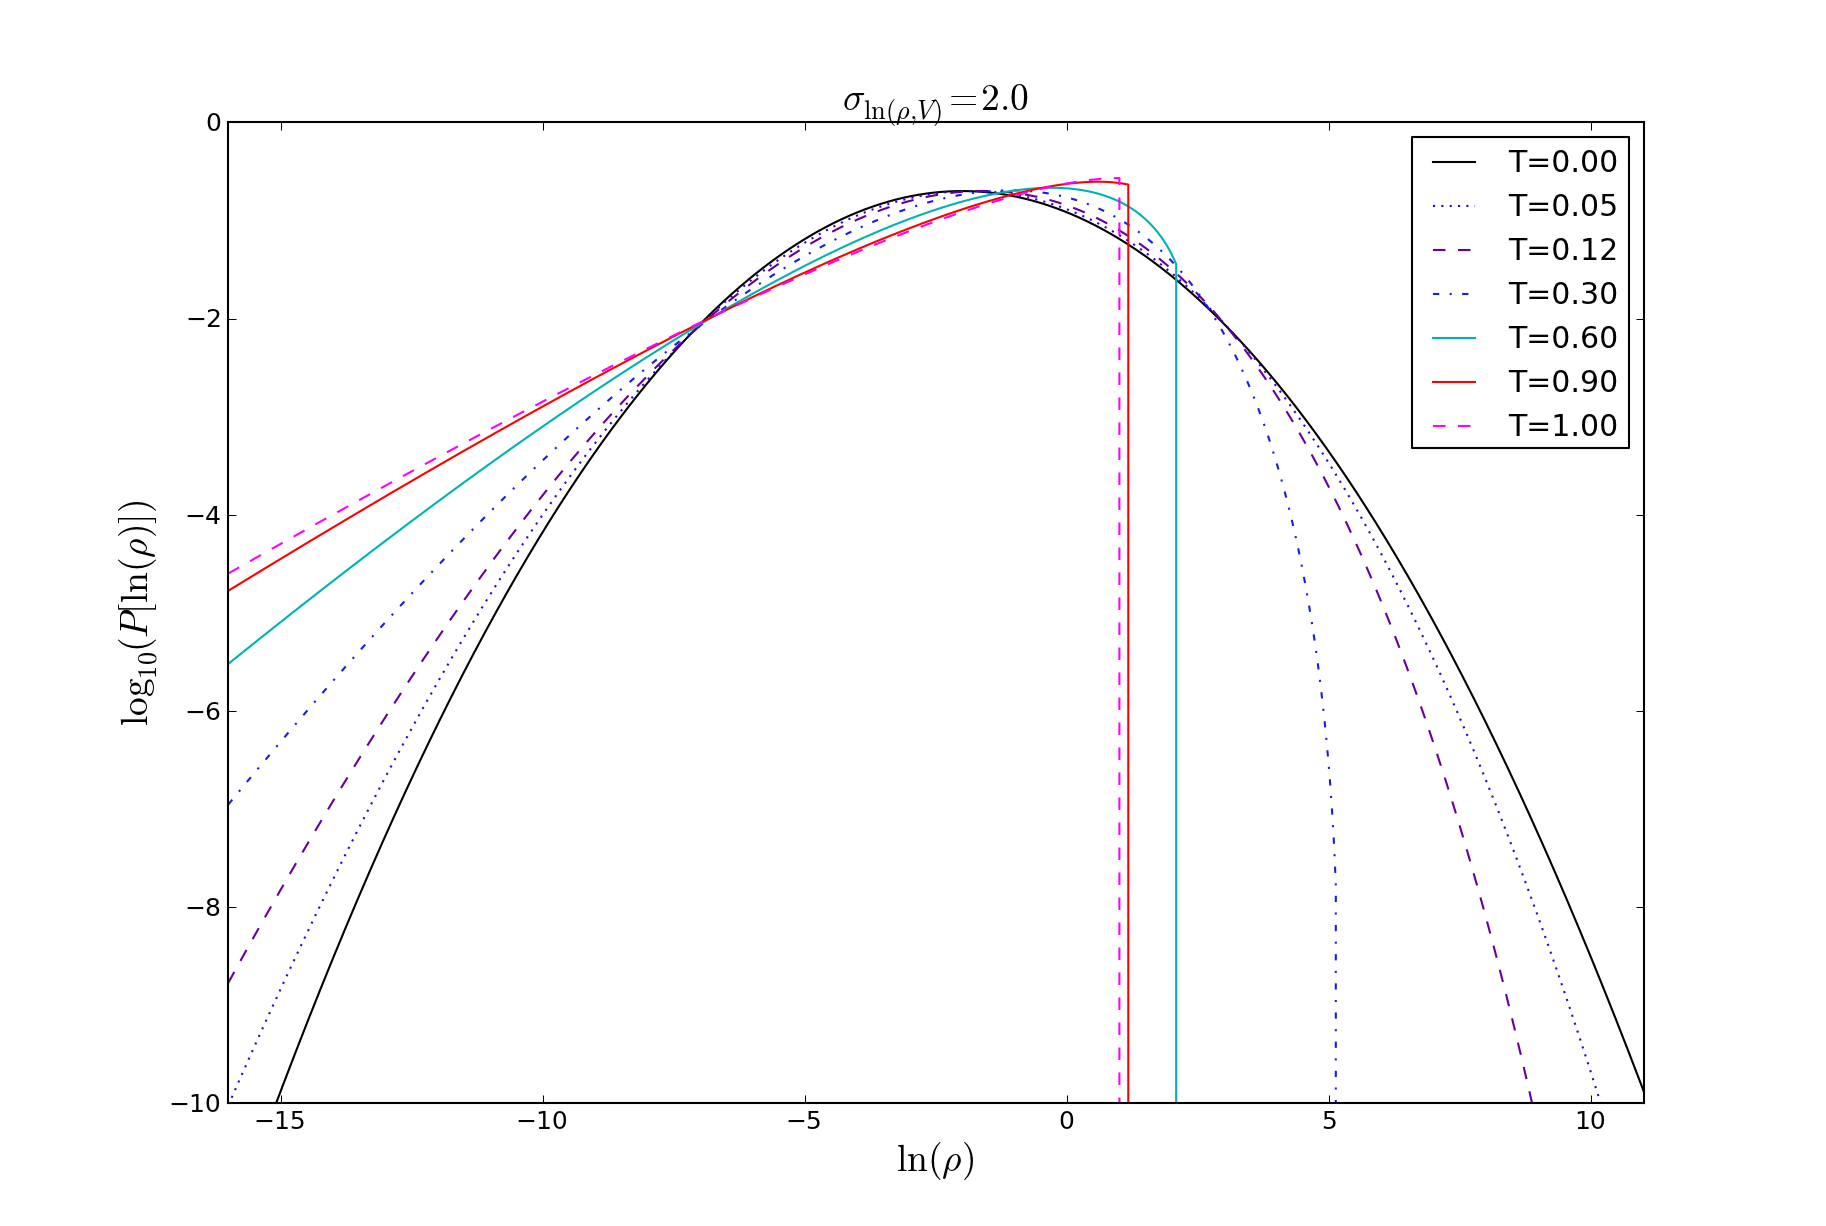 σln(ρ,V)=2.0
0
−2
−4
−6
−8
−10
log10(P[ln(ρ)])
T=0.00
T=0.05
T=0.12
T=0.30
T=0.60
T=0.90
T=1.00
−15 −10 −5 0 5 10
ln(ρ)